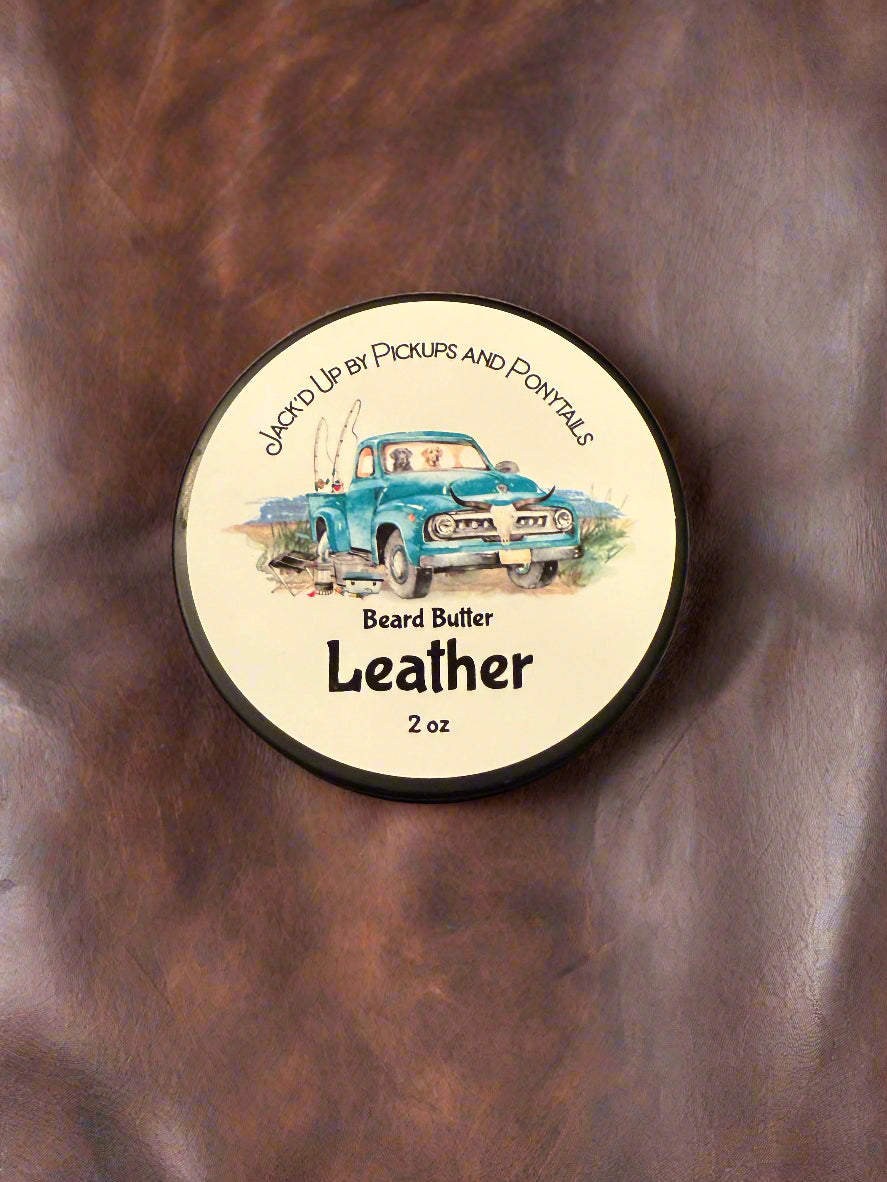 Jack'd Up by Pickups and Ponytails
Beard Butter
Leather
2 oz